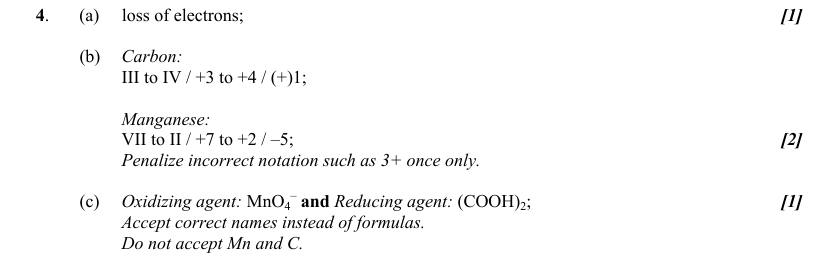 4. (a) loss of electrons; [1]
(b) Carbon:
III to IV / +3 to +4 / (+)1;
Manganese:
VII to II / +7 to +2 / –5; [2]
Penalize incorrect notation such as 3+ once only.
(c) Oxidizing agent: MnO₄⁻ and Reducing agent: (COOH)₂; [1]
Accept correct names instead of formulas.
Do not accept Mn and C.